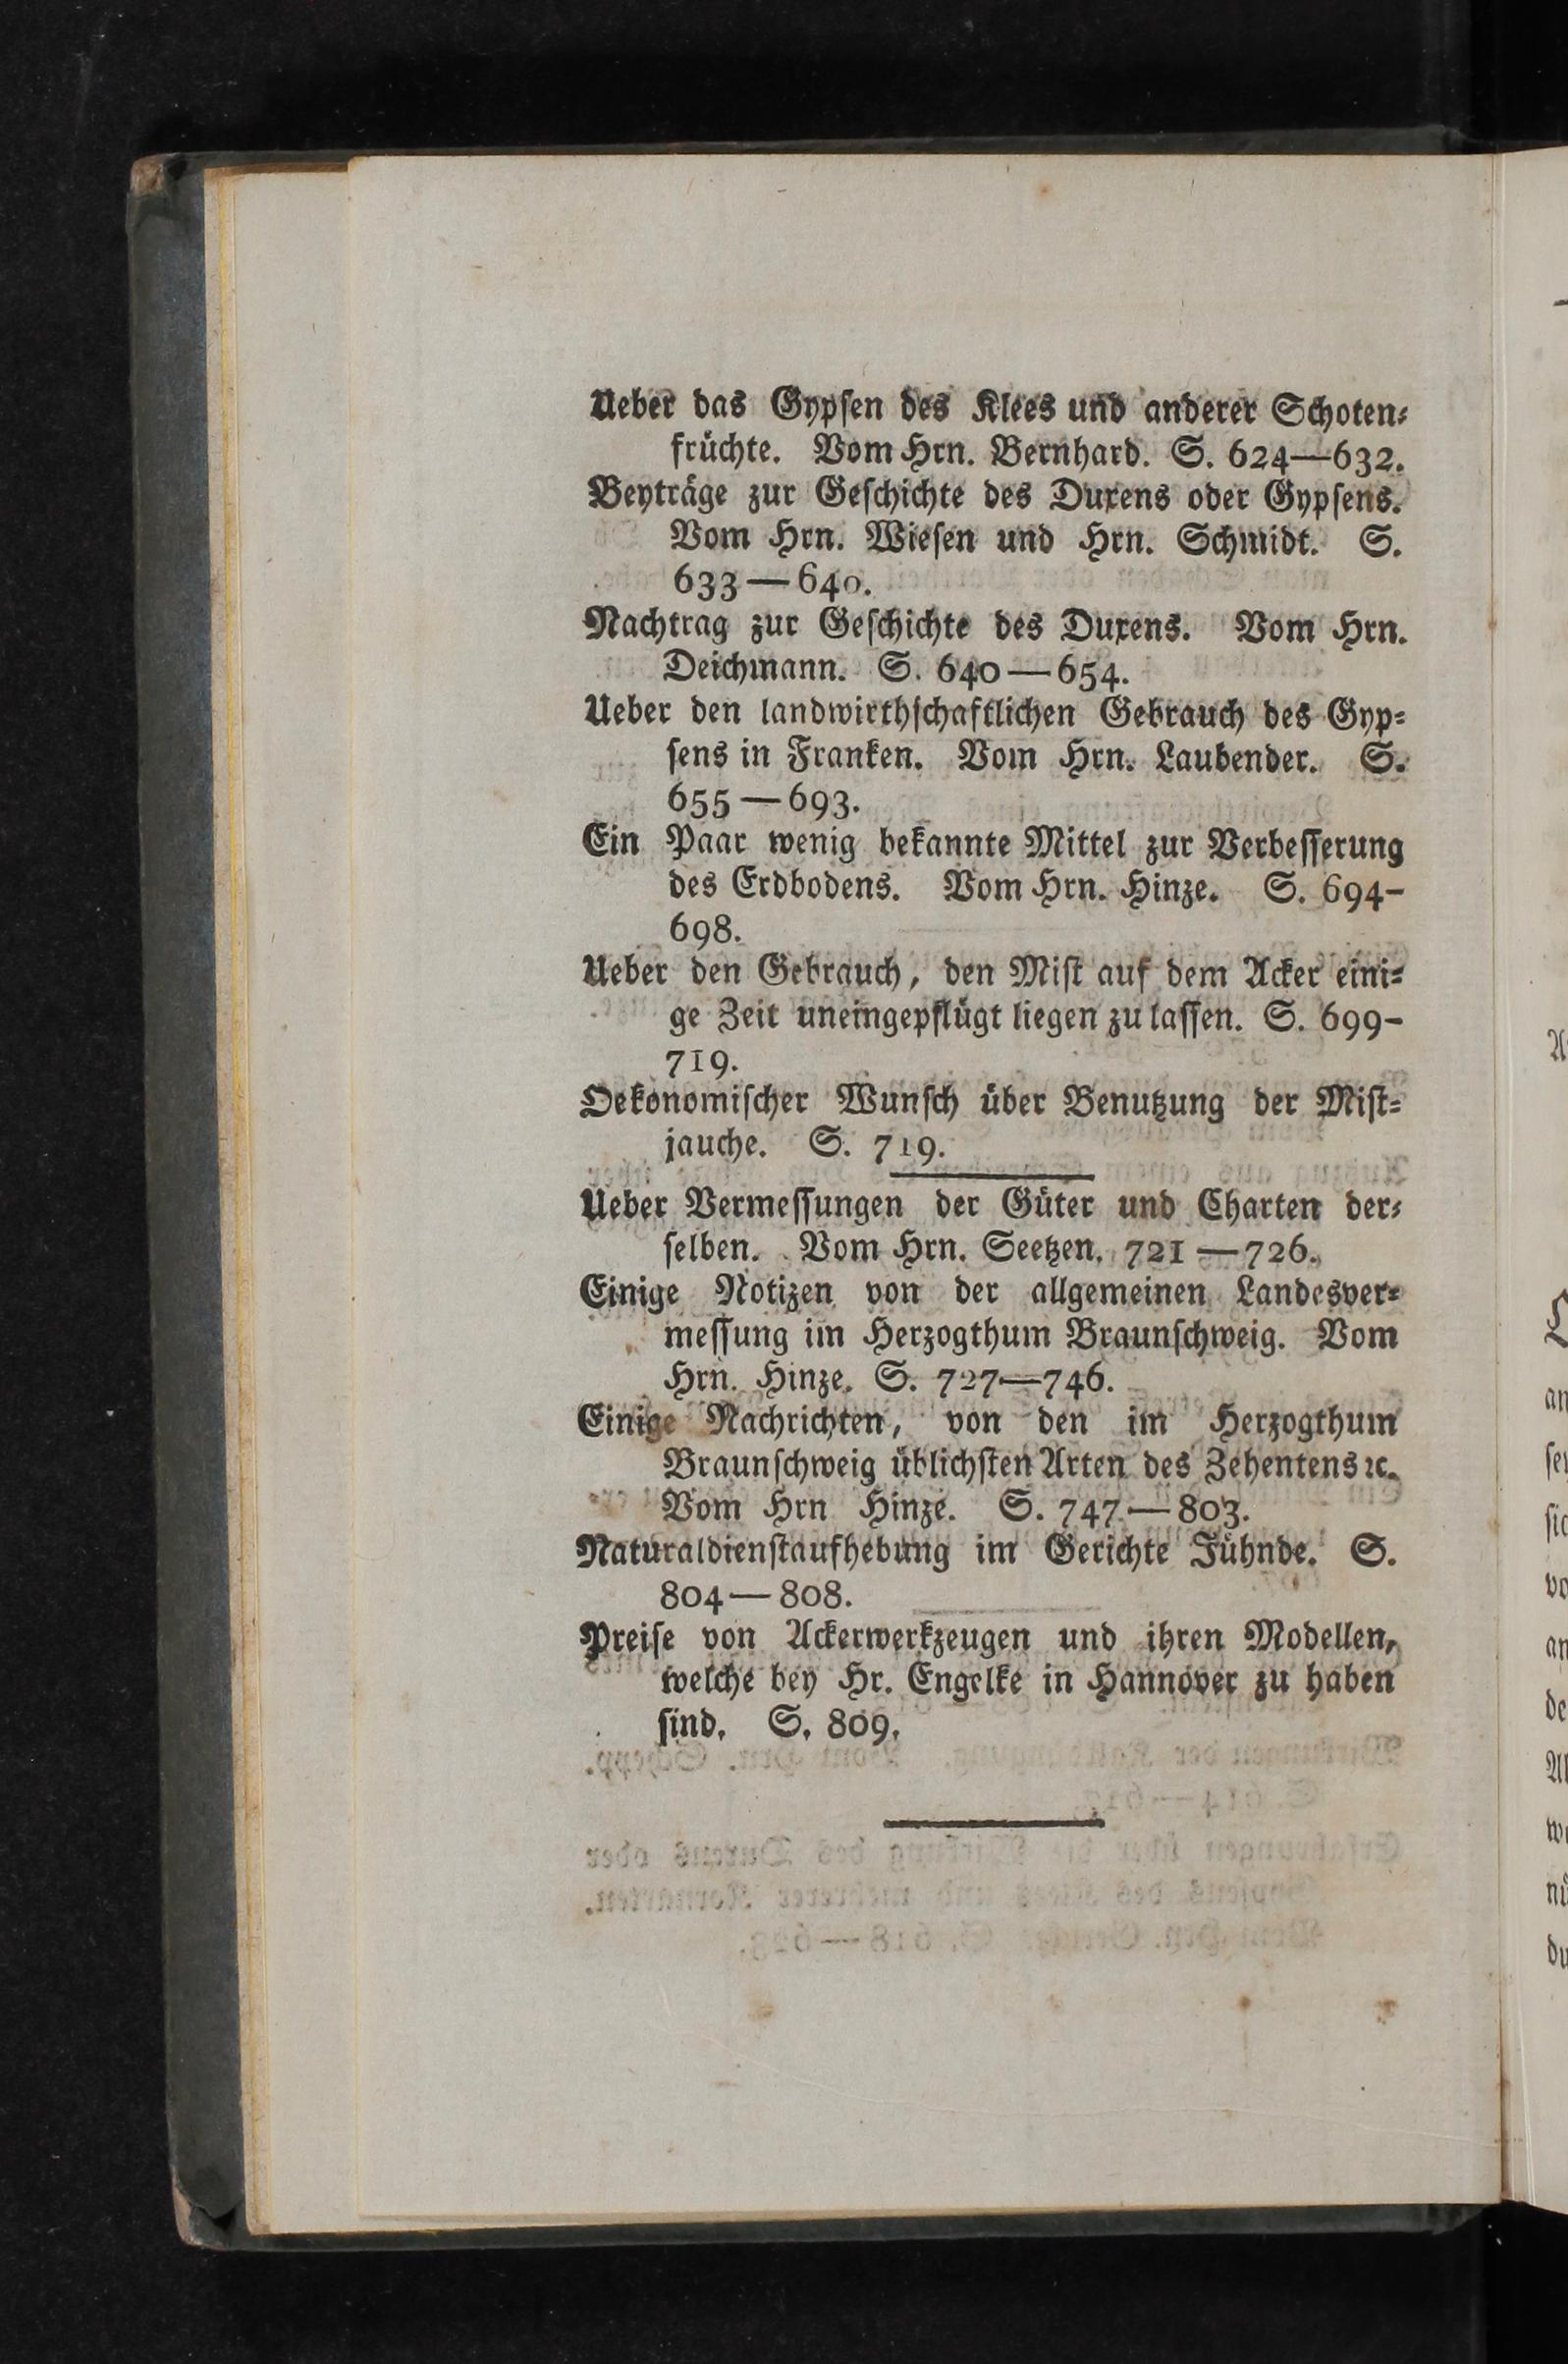 Ueber das Gypsen des Klees und anderer Schoten⸗
früchte. Vom Hrn. Bernhard. S. 624—632.
Beyträge zur Geschichte des Duxens oder Gypsens.
Vom Hrn. Wiesen und Hrn. Schmidt. S.
633—640.
Nachtrag zur Geschichte des Duxens. Vom Hrn.
Deichmann. S. 640—654.
Ueber den landwirthschaftlichen Gebrauch des Gyp⸗
sens in Franken. Vom Hrn. Laubender. S.
655—693.
Ein Paar wenig bekannte Mittel zur Verbesserung
des Erdbodens. Vom Hrn. Hinze. S. 694-
698.
Ueber den Gebrauch, den Mist auf dem Acker eini⸗
ge Zeit uneingepflügt liegen zu lassen. S. 699-
719.
Oekonomischer Wunsch über Benutzung der Mist⸗
jauche. S. 719.
Ueber Vermessungen der Güter und Charten der⸗
selben. Vom Hrn. Seetzen. 721—726.
Einige Notizen von der allgemeinen Landesver⸗
messung im Herzogthum Braunschweig. Vom
Hrn. Hinze. S. 727—746.
Einige Nachrichten, von den im Herzogthum
Braunschweig üblichsten Arten des Zehentens ꝛc.
Vom Hrn Hinze. S. 747—803.
Naturaldienstaufhebung im Gerichte Jühnde. S.
804—808.
Preise von Ackerwerkzeugen und ihren Modellen,
welche bey Hr. Engelke in Hannover zu haben
sind. S. 809.